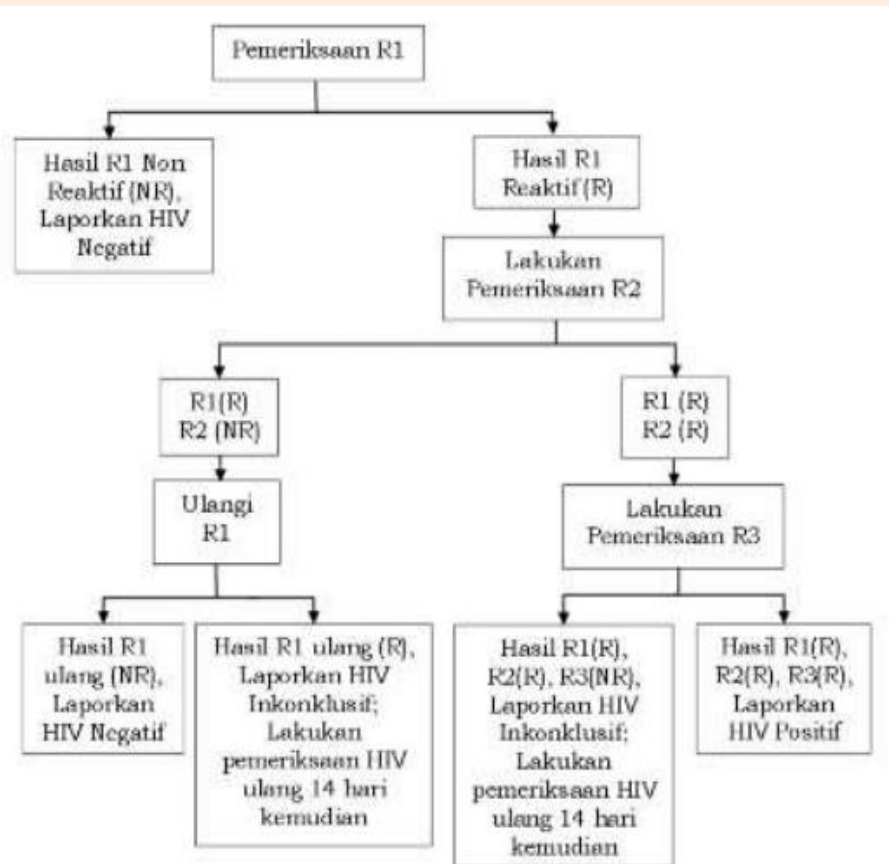 Pemeriksaan R1
Hasil R1 Non
Reaktif (NR),
Laporkan HIV
Negatif
Hasil R1
Reaktif (R)
Lakukan
Pemeriksaan R2
R1(R)
R2 (NR)
R1 (R)
R2 (R)
Ulangi
R1
Lakukan
Pemeriksaan R3
Hasil R1
ulang (NR),
Laporkan
HIV Negatif
Hasil R1 ulang (R),
Laporkan HIV
Inkonklusif;
Lakukan
pemeriksaan HIV
ulang 14 hari
kemudian
Hasil R1(R),
R2(R), R3(NR),
Laporkan HIV
Inkonklusif;
Lakukan
pemeriksaan HIV
ulang 14 hari
kemudian
Hasil R1(R),
R2(R), R3(R),
Laporkan
HIV Positif